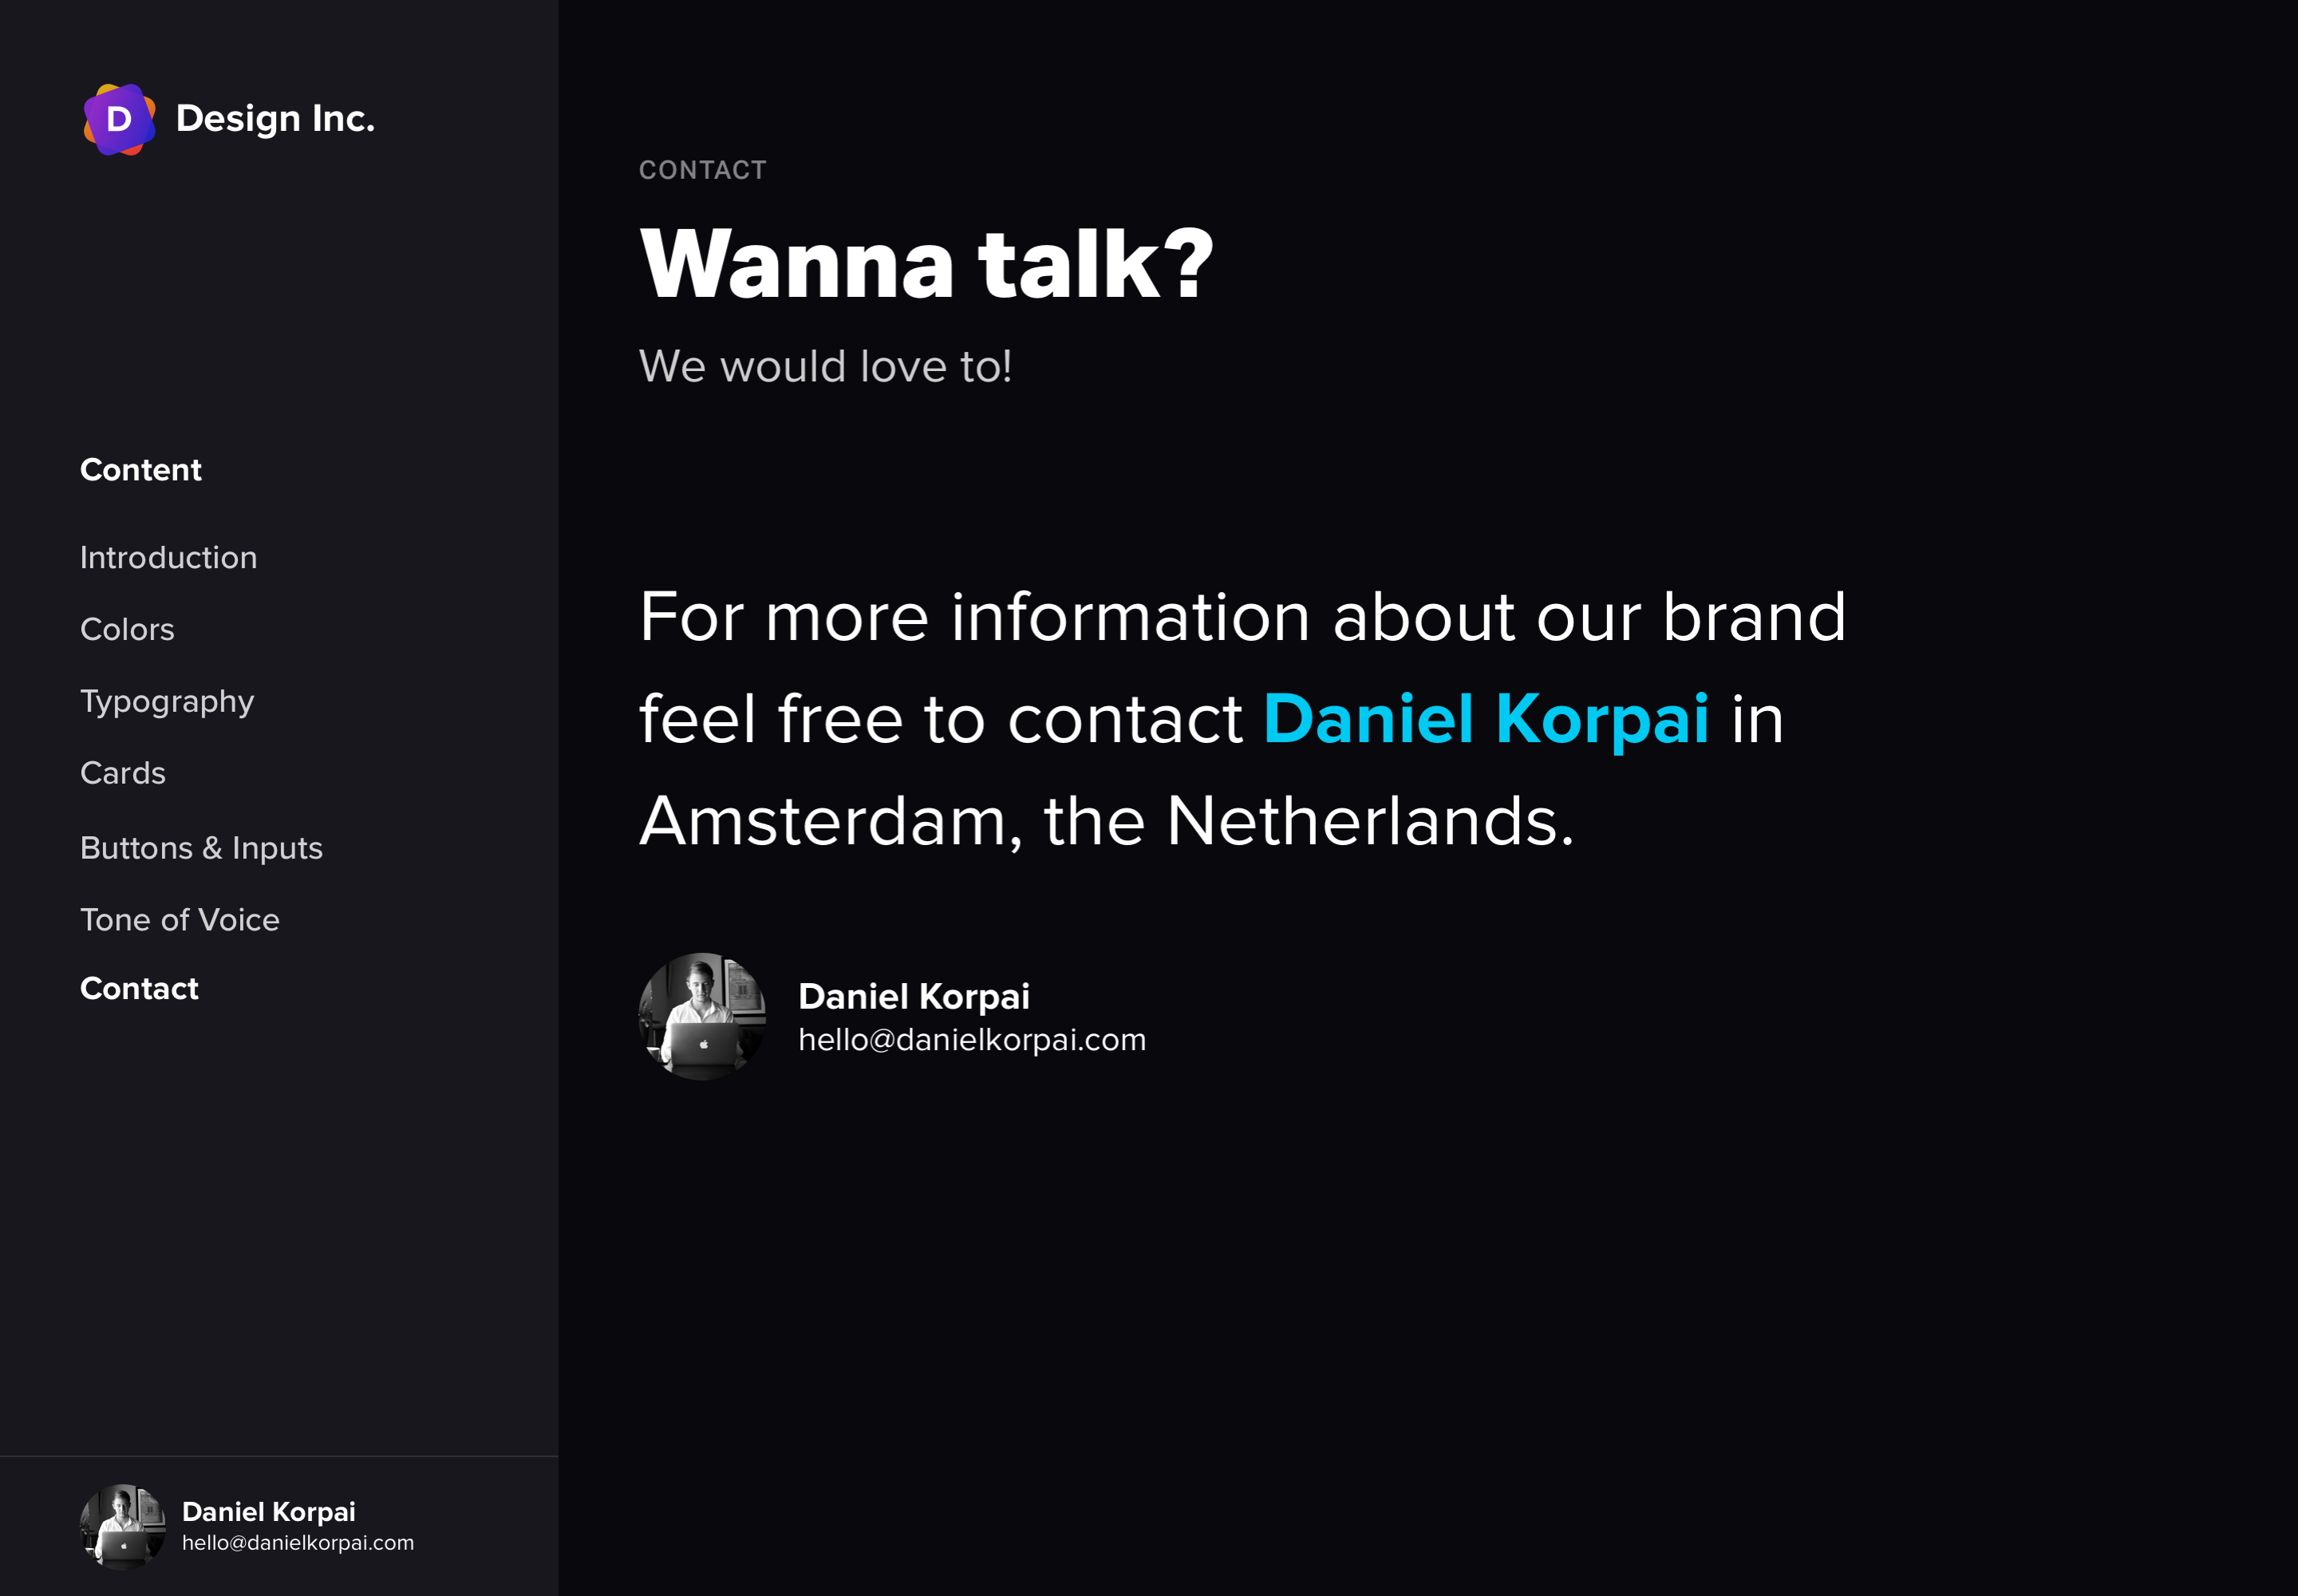 D
Design Inc.
Content
Introduction
Colors
Typography
Cards
Buttons & Inputs
Tone of Voice
Contact
Daniel Korpai
hello@danielkorpai.com
CONTACT
Wanna talk?
We would love to!
For more information about our brand
feel free to contact Daniel Korpai in
Amsterdam, the Netherlands.
Daniel Korpai
hello@danielkorpai.com